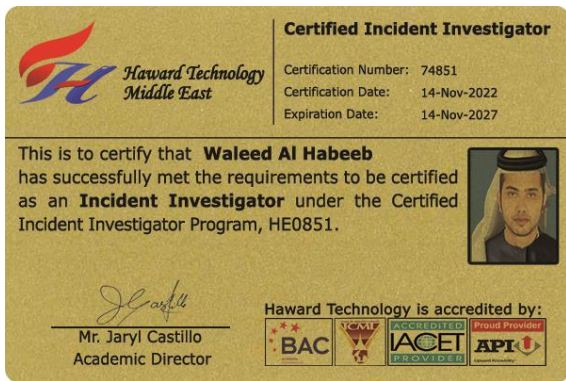 Haward Technology
Middle East
Certified Incident Investigator
Certification Number: 74851
Certification Date: 14-Nov-2022
Expiration Date: 14-Nov-2027
This is to certify that Waleed Al Habeeb
has successfully met the requirements to be certified
as an Incident Investigator under the Certified
Incident Investigator Program, HE0851.
Mr. Jaryl Castillo
Academic Director
Haward Technology is accredited by:
BAC
ICMI
ACCREDITED
IACET
PROVIDER
Proud Provider
API